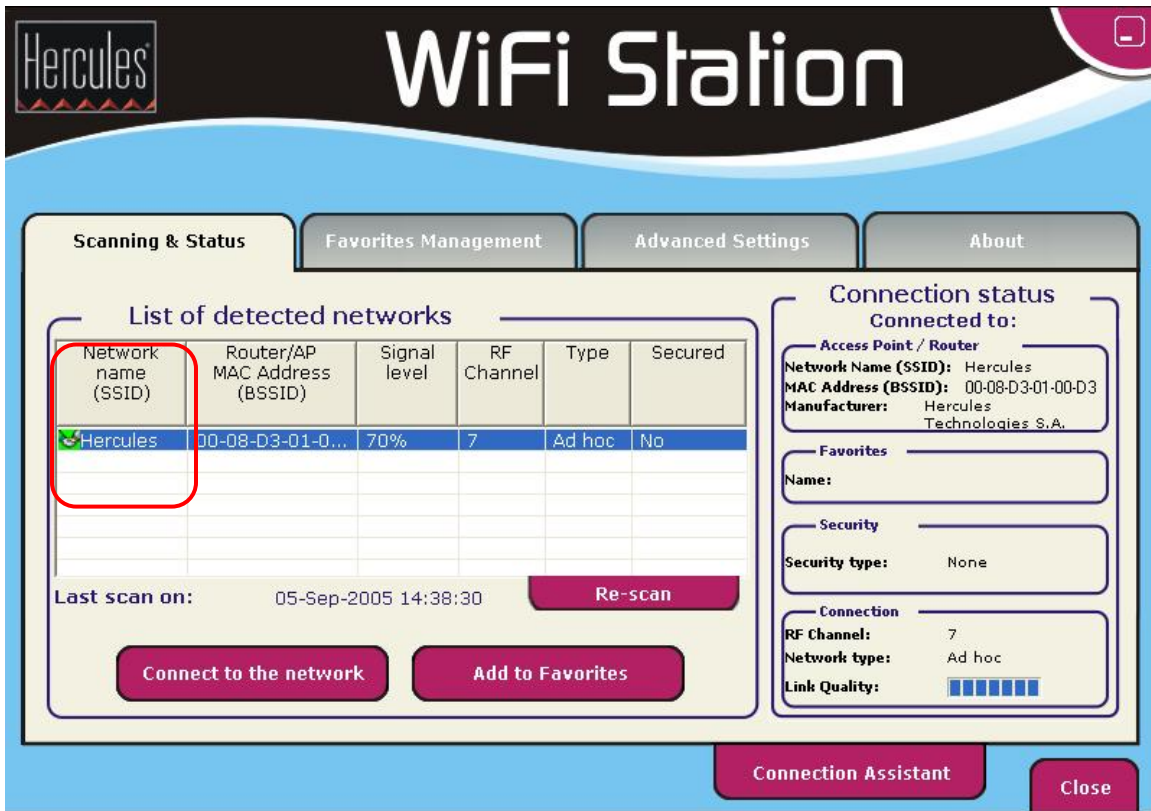 Hercules
WiFi Station
Scanning & Status
Favorites Management
Advanced Settings
About
List of detected networks
Network name (SSID)
Router/AP MAC Address (BSSID)
Signal level
RF Channel
Type
Secured
Hercules 00-08-D3-01-0... 70% 7 Ad hoc No
Last scan on: 05-Sep-2005 14:38:30
Re-scan
Connect to the network
Add to Favorites
Connection status
Connected to:
Access Point / Router
Network Name (SSID): Hercules
MAC Address (BSSID): 00-08-D3-01-00-D3
Manufacturer: Hercules
Technologies S.A.
Favorites
Name:
Security
Security type: None
Connection
RF Channel: 7
Network type: Ad hoc
Link Quality:
Connection Assistant
Close